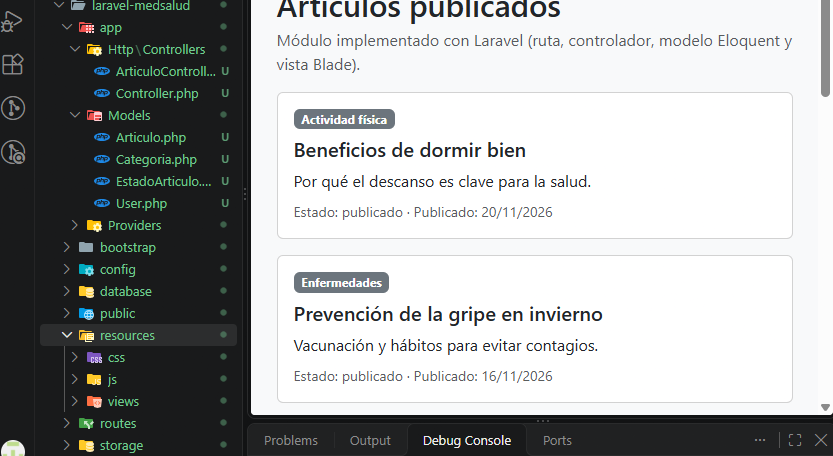 laravel-medsalud
app
Http\Controllers
ArticuloControll... U
Controller.php U
Models
Articulo.php U
Categoria.php U
EstadoArticulo.... U
User.php U
Providers
bootstrap
config
database
public
resources
css
js
views
routes
storage
Artículos publicados
Módulo implementado con Laravel (ruta, controlador, modelo Eloquent y
vista Blade).
Actividad física
Beneficios de dormir bien
Por qué el descanso es clave para la salud.
Estado: publicado · Publicado: 20/11/2026
Enfermedades
Prevención de la gripe en invierno
Vacunación y hábitos para evitar contagios.
Estado: publicado · Publicado: 16/11/2026
Problems Output Debug Console Ports